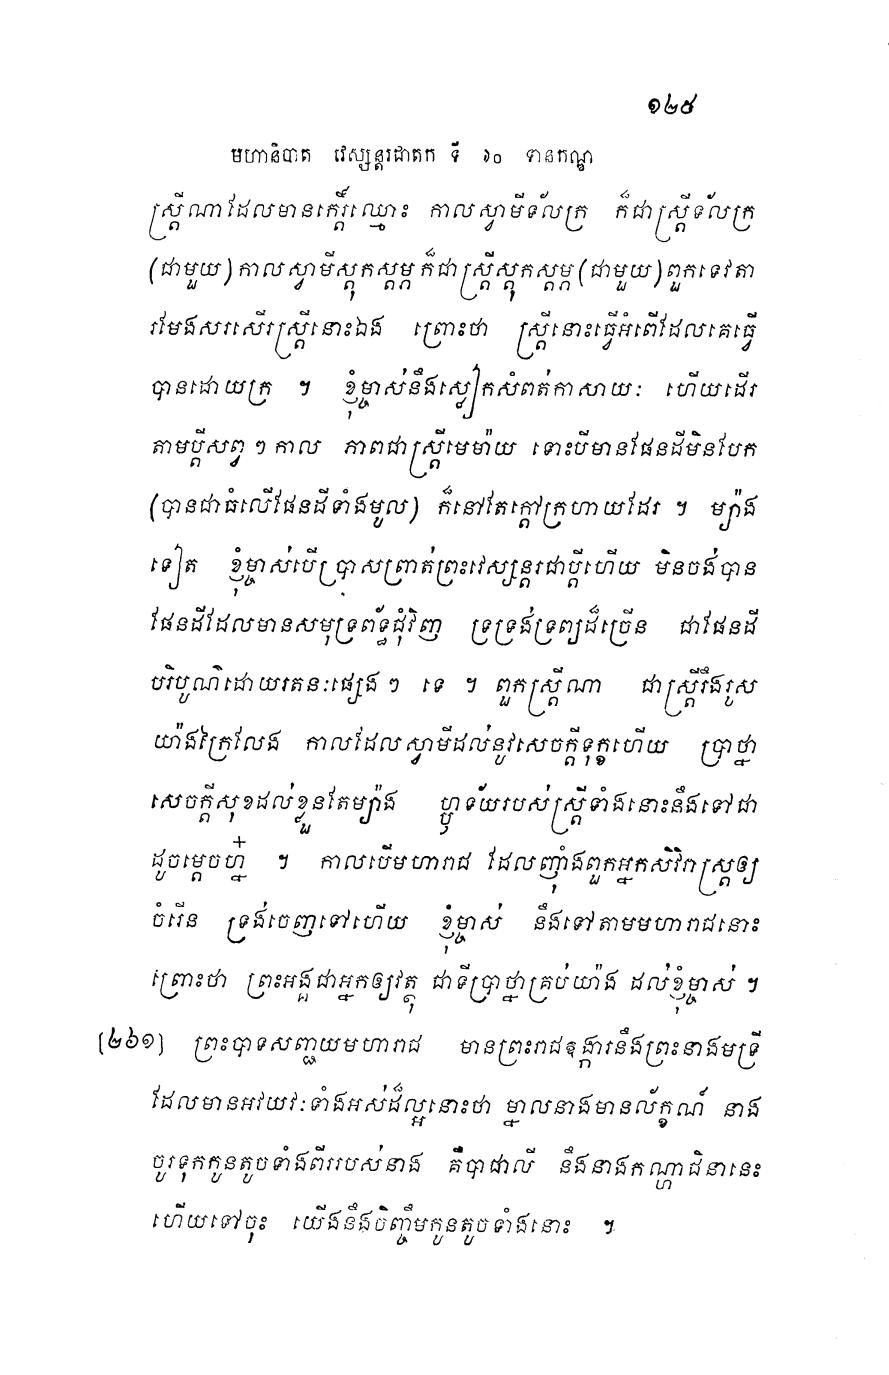 ១២៥
មហានិបាត វេស្សន្តរជាតក ទី ១០ ទានកណ្ឌ
ស្ត្រីណាដែលមានកេរ្តិ៍ឈ្មោះ កាលស្វាមីទ័លក្រ ក៏ជាស្ត្រីទ័លក្រ
(ជាមួយ) កាលស្វាមីស្តុកស្តម្ភ ក៏ជាស្ត្រីស្តុកស្តម្ភ (ជាមួយ) ពួកទេវតា
រមែងសរសើរស្ត្រីនោះឯង ព្រោះថា ស្ត្រីនោះធ្វើអំពើដែលគេធ្វើ
បានដោយក្រ ។ ខ្ញុំម្ចាស់នឹងស្លៀកសំពត់កាសាយៈ ហើយដើរ
តាមប្តីសព្វ ៗ កាល ភាពជាស្ត្រីមេម៉ាយ ទោះបីមានផែនដីមិនបែក
(បានជាធំលើផែនដីទាំងមូល) ក៏នៅតែក្តៅក្រហាយដែរ ។ ម្យ៉ាង
ទៀត ខ្ញុំម្ចាស់បើប្រាសព្រាត់ព្រះវេស្សន្តរជាប្តីហើយ មិនចង់បាន
ផែនដីដែលមានសមុទ្រព័ទ្ធជុំវិញ ទ្រទ្រង់ទ្រព្យដ៏ច្រើន ជាផែនដី
បរិបូណ៌ដោយរតនៈផ្សេង ៗ ទេ ។ ពួកស្ត្រីណា ជាស្ត្រីរឹងរូស
យ៉ាងក្រៃលែង កាលដែលស្វាមីដល់នូវសេចក្តីទុក្ខហើយ ប្រាថ្នា
សេចក្តីសុខដល់ខ្លួនតែម្យ៉ាង ហ្ឫទ័យរបស់ស្ត្រីទាំងនោះនឹងទៅជា
ដូចម្តេចហ្ន៎ ។ កាលបើមហារាជ ដែលញ៉ាំងពួកអ្នកសិវិរាស្ត្រឲ្យ
ចំរើន ទ្រង់ចេញទៅហើយ ខ្ញុំម្ចាស់ នឹងទៅតាមមហារាជនោះ
ព្រោះថា ព្រះអង្គជាអ្នកឲ្យវត្ថុ ជាទីប្រាថ្នាគ្រប់យ៉ាង ដល់ខ្ញុំម្ចាស់ ។
[២៦១] ព្រះបាទសញ្ជយមហារាជ មានព្រះរាជឱង្ការនឹងព្រះនាងមទ្រី
ដែលមានអវយវៈទាំងអស់ដ៏ល្អនោះថា ម្នាលនាងមានល័ក្ខណ៍ នាង
ចូរទុកកូនតូចទាំងពីររបស់នាង គឺបាជាលី នឹងនាងកណ្ហាជិនានេះ
ហើយទៅចុះ យើងនឹងចិញ្ចឹមកូនតូចទាំងនោះ ។